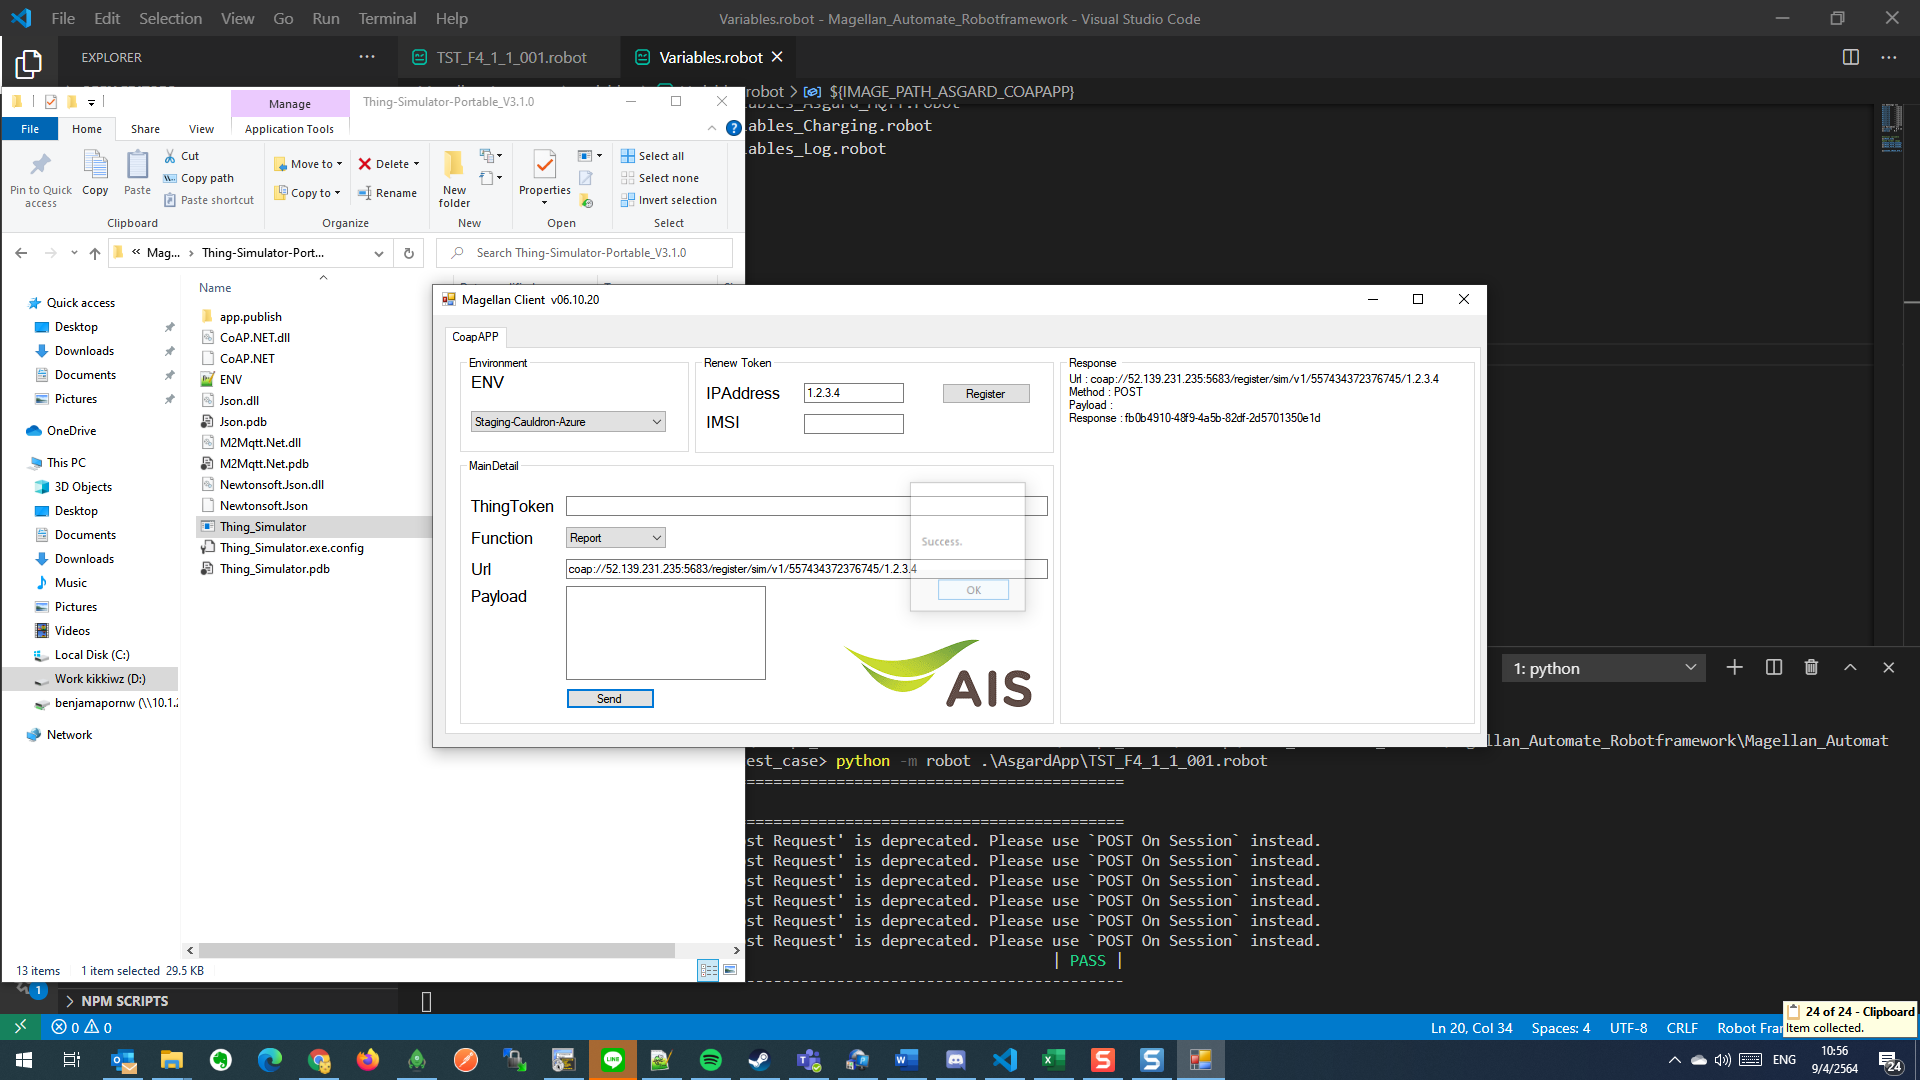 File Edit Selection View Go Run Terminal Help
Variables.robot - Magellan_Automate_Robotframework - Visual Studio Code
EXPLORER
TST_F4_1_1_001.robot
Variables.robot
robot > ${IMAGE_PATH_ASGARD_COAPAPP}
iables_Charging.robot
iables_Log.robot
Manage
Thing-Simulator-Portable_V3.1.0
File Home Share View Application Tools
Pin to Quick access
Copy
Paste
Cut
Copy path
Paste shortcut
Clipboard
Move to
Copy to
Delete
Rename
Organize
New folder
New
Properties
Open
Select all
Select none
Invert selection
Select
« Mag... > Thing-Simulator-Port...
Search Thing-Simulator-Portable_V3.1.0
Name
Quick access
Desktop
Downloads
Documents
Pictures
OneDrive
This PC
3D Objects
Desktop
Documents
Downloads
Music
Pictures
Videos
Local Disk (C:)
Work kikkiwz (D:)
benjamapornw (\\10.1.2
Network
app.publish
CoAP.NET.dll
CoAP.NET
ENV
Json.dll
Json.pdb
M2Mqtt.Net.dll
M2Mqtt.Net.pdb
Newtonsoft.Json.dll
Newtonsoft.Json
Thing_Simulator
Thing_Simulator.exe.config
Thing_Simulator.pdb
13 items 1 item selected 29.5 KB
Magellan Client v06.10.20
CoapAPP
Environment
ENV
Staging-Cauldron-Azure
Renew Token
IPAddress 1.2.3.4 Register
IMSI
MainDetail
ThingToken
Function Report
Url coap://52.139.231.235:5683/register/sim/v1/557434372376745/1.2.3.4
Payload
Send
Success.
OK
AIS
Response
Url : coap://52.139.231.235:5683/register/sim/v1/557434372376745/1.2.3.4
Method : POST
Payload :
Response : fb0b4910-48f9-4a5b-82df-2d5701350e1d
1: python
llan_Automate_Robotframework\Magellan_Automat
est_case> python -m robot .\AsgardApp\TST_F4_1_1_001.robot
==========================================
==========================================
st Request' is deprecated. Please use `POST On Session` instead.
st Request' is deprecated. Please use `POST On Session` instead.
st Request' is deprecated. Please use `POST On Session` instead.
st Request' is deprecated. Please use `POST On Session` instead.
st Request' is deprecated. Please use `POST On Session` instead.
st Request' is deprecated. Please use `POST On Session` instead.
| PASS |
------------------------------------------
1
NPM SCRIPTS
0 0
Ln 20, Col 34 Spaces: 4 UTF-8 CRLF Robot Fra
24 of 24 - Clipboard
Item collected.
LINE
ENG
10:56
9/4/2564
24